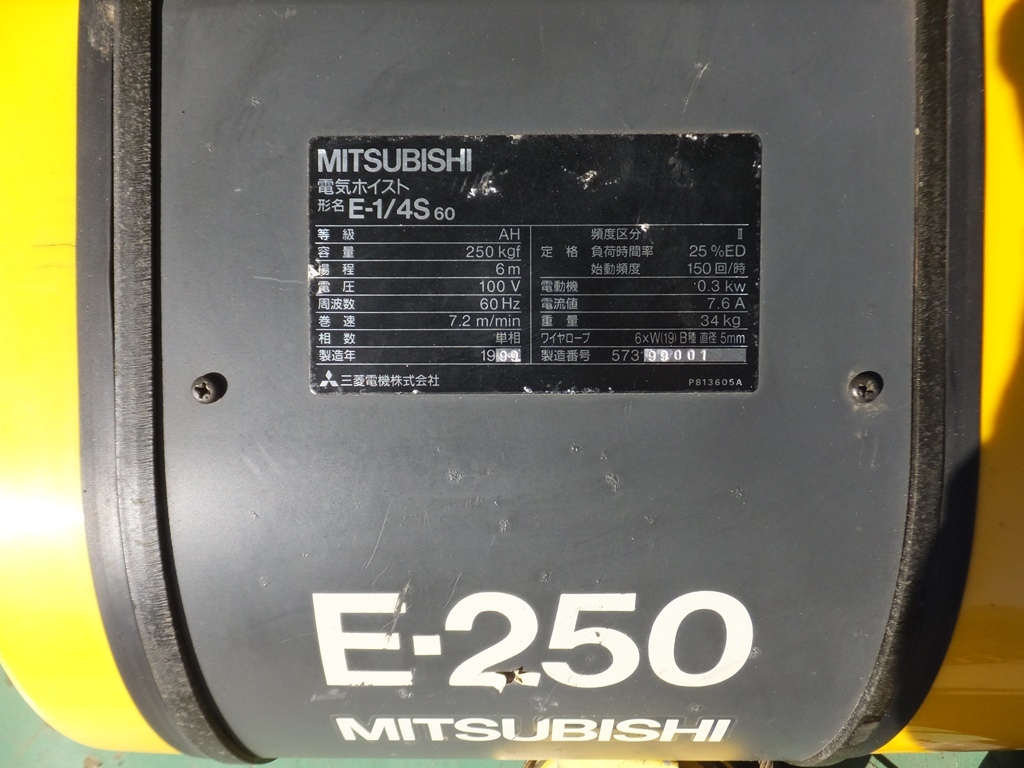 MITSUBISHI
電気ホイスト
形名 E-1/4S 60
等級 AH
容量 250 kgf
揚程 6 m
電圧 100 V
周波数 60 Hz
巻速 7.2 m/min
相数 単相
製造年 1999
頻度区分 Ⅱ
定格 負荷時間率 25 %ED
始動頻度 150 回/時
電動機 0.3 kw
電流値 7.6 A
重量 34 kg
ワイヤロープ 6×W(19) B種 直径 5mm
製造番号 573 99001
三菱電機株式会社
P813605A
E-250
MITSUBISHI